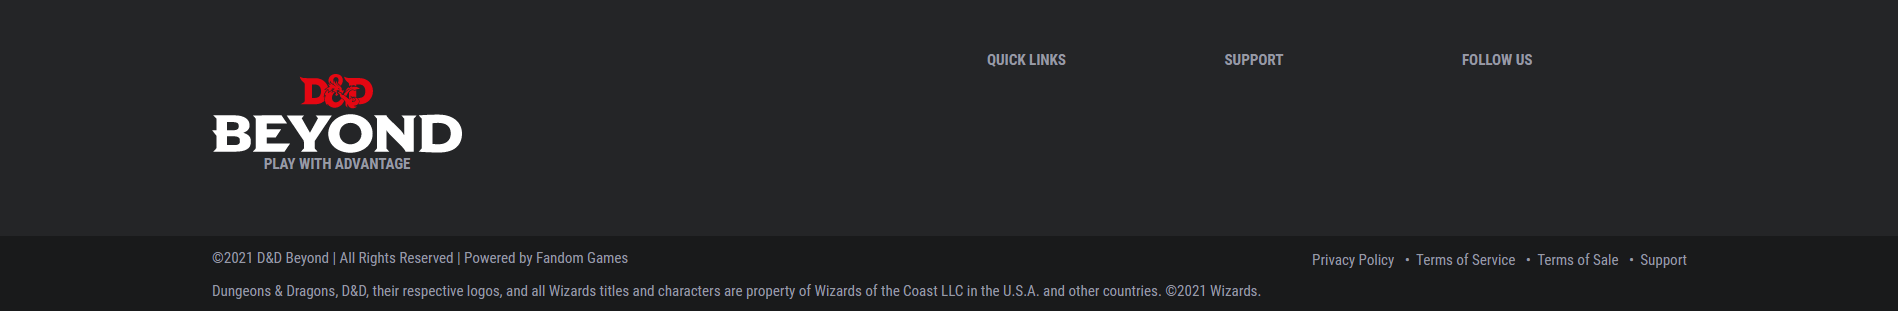 QUICK LINKS
SUPPORT
FOLLOW US
D&D
BEYOND
PLAY WITH ADVANTAGE
©2021 D&D Beyond | All Rights Reserved | Powered by Fandom Games
Privacy Policy • Terms of Service • Terms of Sale • Support
Dungeons & Dragons, D&D, their respective logos, and all Wizards titles and characters are property of Wizards of the Coast LLC in the U.S.A. and other countries. ©2021 Wizards.